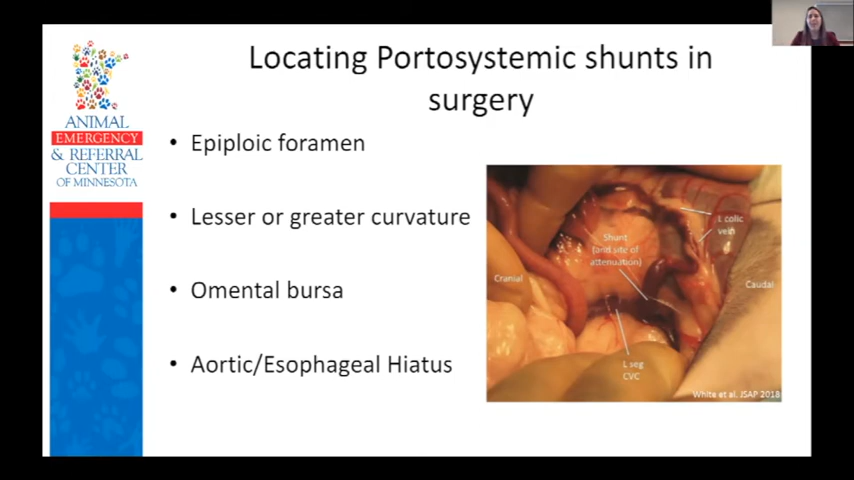 Locating Portosystemic shunts in
surgery
ANIMAL
EMERGENCY
& REFERRAL
CENTER
OF MINNESOTA
• Epiploic foramen
• Lesser or greater curvature
• Omental bursa
• Aortic/Esophageal Hiatus
L colic
vein
Shunt
(and site of
attenuation)
Cranial
Caudal
L seg
CVC
White et al, JSAP 2018